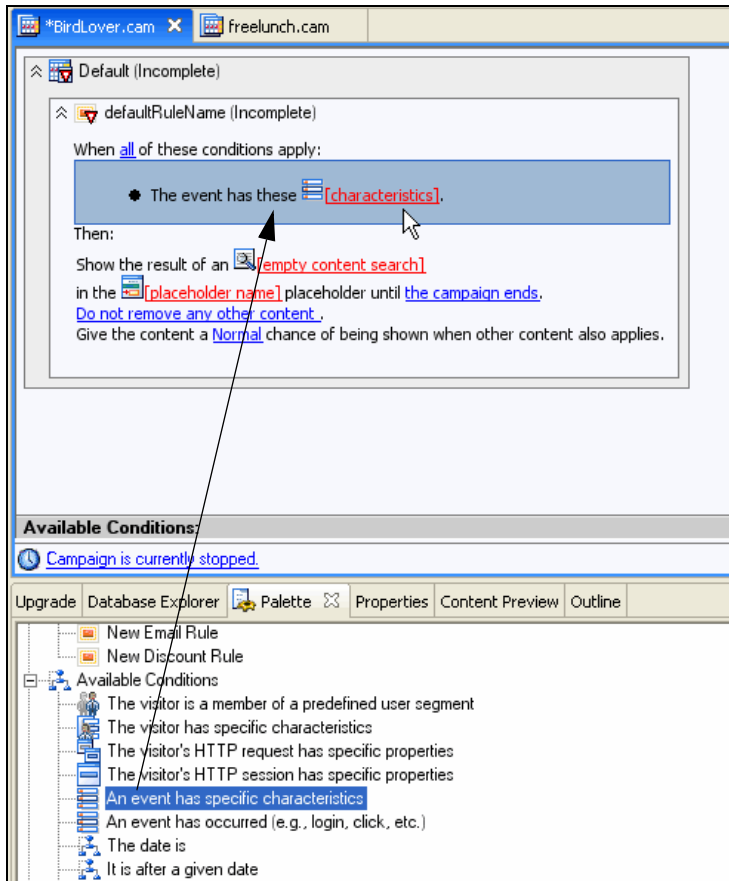 *BirdLover.cam freelunch.cam
Default (Incomplete)
defaultRuleName (Incomplete)
When all of these conditions apply:
The event has these [characteristics].
Then:
Show the result of an [empty content search]
in the [placeholder name] placeholder until the campaign ends.
Do not remove any other content .
Give the content a Normal chance of being shown when other content also applies.
Available Conditions:
Campaign is currently stopped.
Upgrade Database Explorer Palette Properties Content Preview Outline
New Email Rule
New Discount Rule
Available Conditions
The visitor is a member of a predefined user segment
The visitor has specific characteristics
The visitor's HTTP request has specific properties
The visitor's HTTP session has specific properties
An event has specific characteristics
An event has occurred (e.g., login, click, etc.)
The date is
It is after a given date